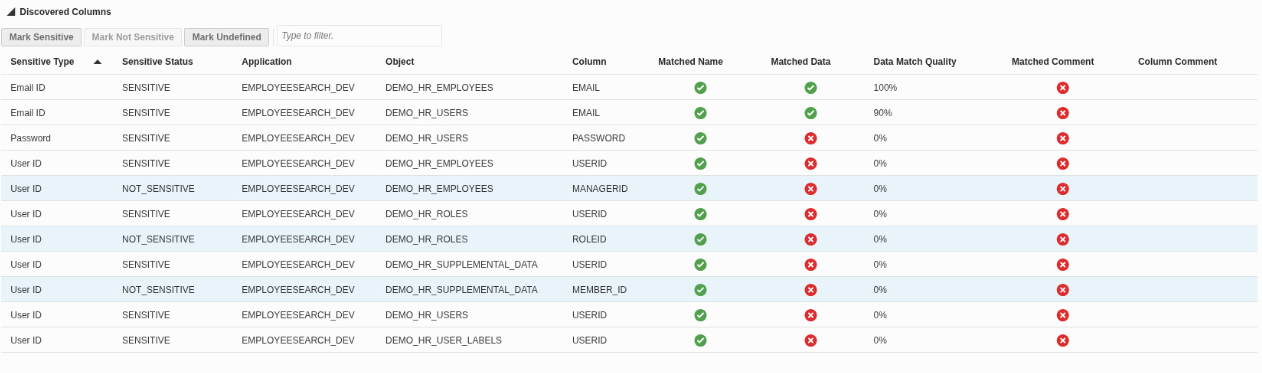 Discovered Columns
Mark Sensitive Mark Not Sensitive Mark Undefined Type to filter.
Sensitive Type Sensitive Status Application Object Column Matched Name Matched Data Data Match Quality Matched Comment Column Comment
Email ID SENSITIVE EMPLOYEESEARCH_DEV DEMO_HR_EMPLOYEES EMAIL 100%
Email ID SENSITIVE EMPLOYEESEARCH_DEV DEMO_HR_USERS EMAIL 90%
Password SENSITIVE EMPLOYEESEARCH_DEV DEMO_HR_USERS PASSWORD 0%
User ID SENSITIVE EMPLOYEESEARCH_DEV DEMO_HR_EMPLOYEES USERID 0%
User ID NOT_SENSITIVE EMPLOYEESEARCH_DEV DEMO_HR_EMPLOYEES MANAGERID 0%
User ID SENSITIVE EMPLOYEESEARCH_DEV DEMO_HR_ROLES USERID 0%
User ID NOT_SENSITIVE EMPLOYEESEARCH_DEV DEMO_HR_ROLES ROLEID 0%
User ID SENSITIVE EMPLOYEESEARCH_DEV DEMO_HR_SUPPLEMENTAL_DATA USERID 0%
User ID NOT_SENSITIVE EMPLOYEESEARCH_DEV DEMO_HR_SUPPLEMENTAL_DATA MEMBER_ID 0%
User ID SENSITIVE EMPLOYEESEARCH_DEV DEMO_HR_USERS USERID 0%
User ID SENSITIVE EMPLOYEESEARCH_DEV DEMO_HR_USER_LABELS USERID 0%